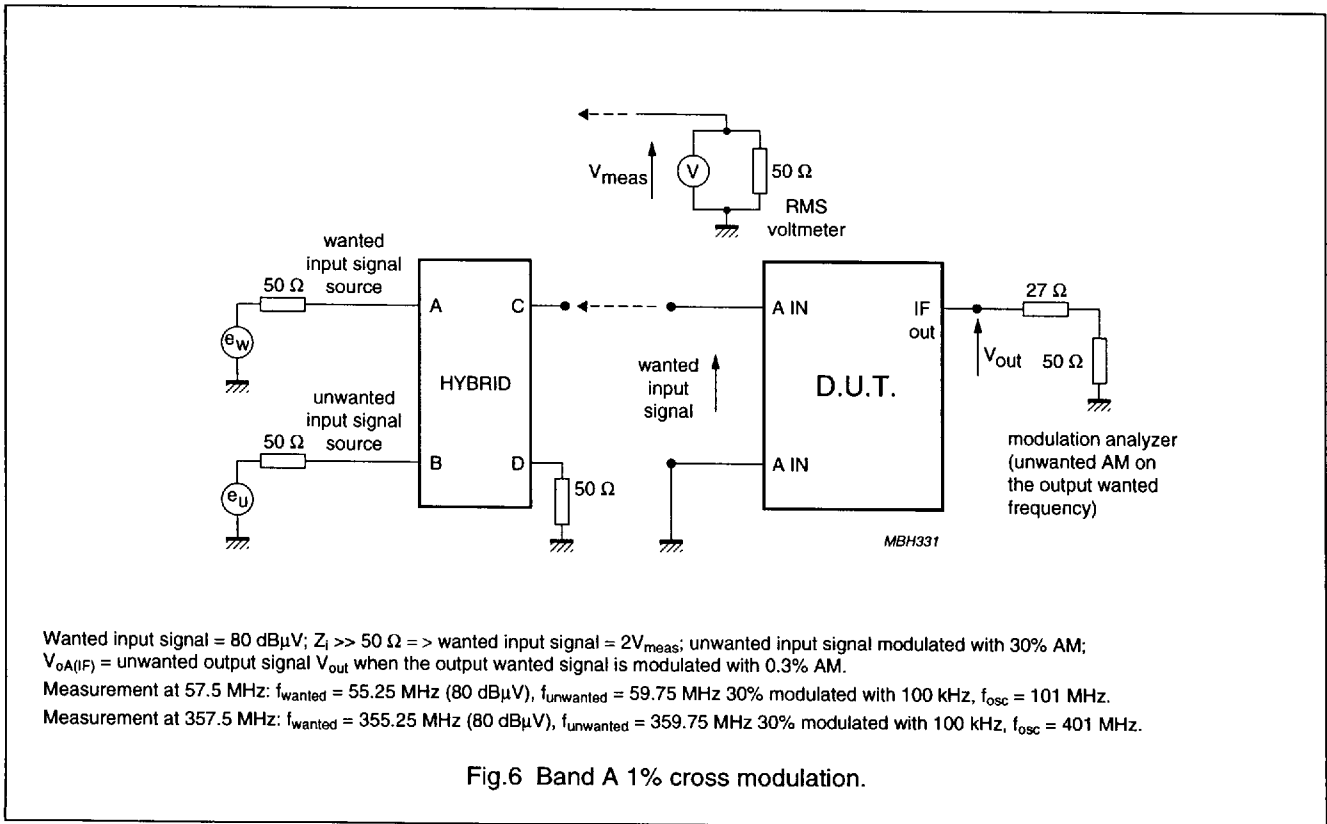 V_meas
V
50 Ω
RMS
voltmeter
wanted
input signal
source
50 Ω
e_w
A
C
HYBRID
unwanted
input signal
source
50 Ω
e_u
B
D
50 Ω
wanted
input
signal
A IN
IF
out
D.U.T.
A IN
27 Ω
V_out
50 Ω
modulation analyzer
(unwanted AM on
the output wanted
frequency)
MBH331
Wanted input signal = 80 dBμV; Z_i >> 50 Ω = > wanted input signal = 2V_meas; unwanted input signal modulated with 30% AM;
V_oA(IF) = unwanted output signal V_out when the output wanted signal is modulated with 0.3% AM.
Measurement at 57.5 MHz: f_wanted = 55.25 MHz (80 dBμV), f_unwanted = 59.75 MHz 30% modulated with 100 kHz, f_osc = 101 MHz.
Measurement at 357.5 MHz: f_wanted = 355.25 MHz (80 dBμV), f_unwanted = 359.75 MHz 30% modulated with 100 kHz, f_osc = 401 MHz.
Fig.6 Band A 1% cross modulation.